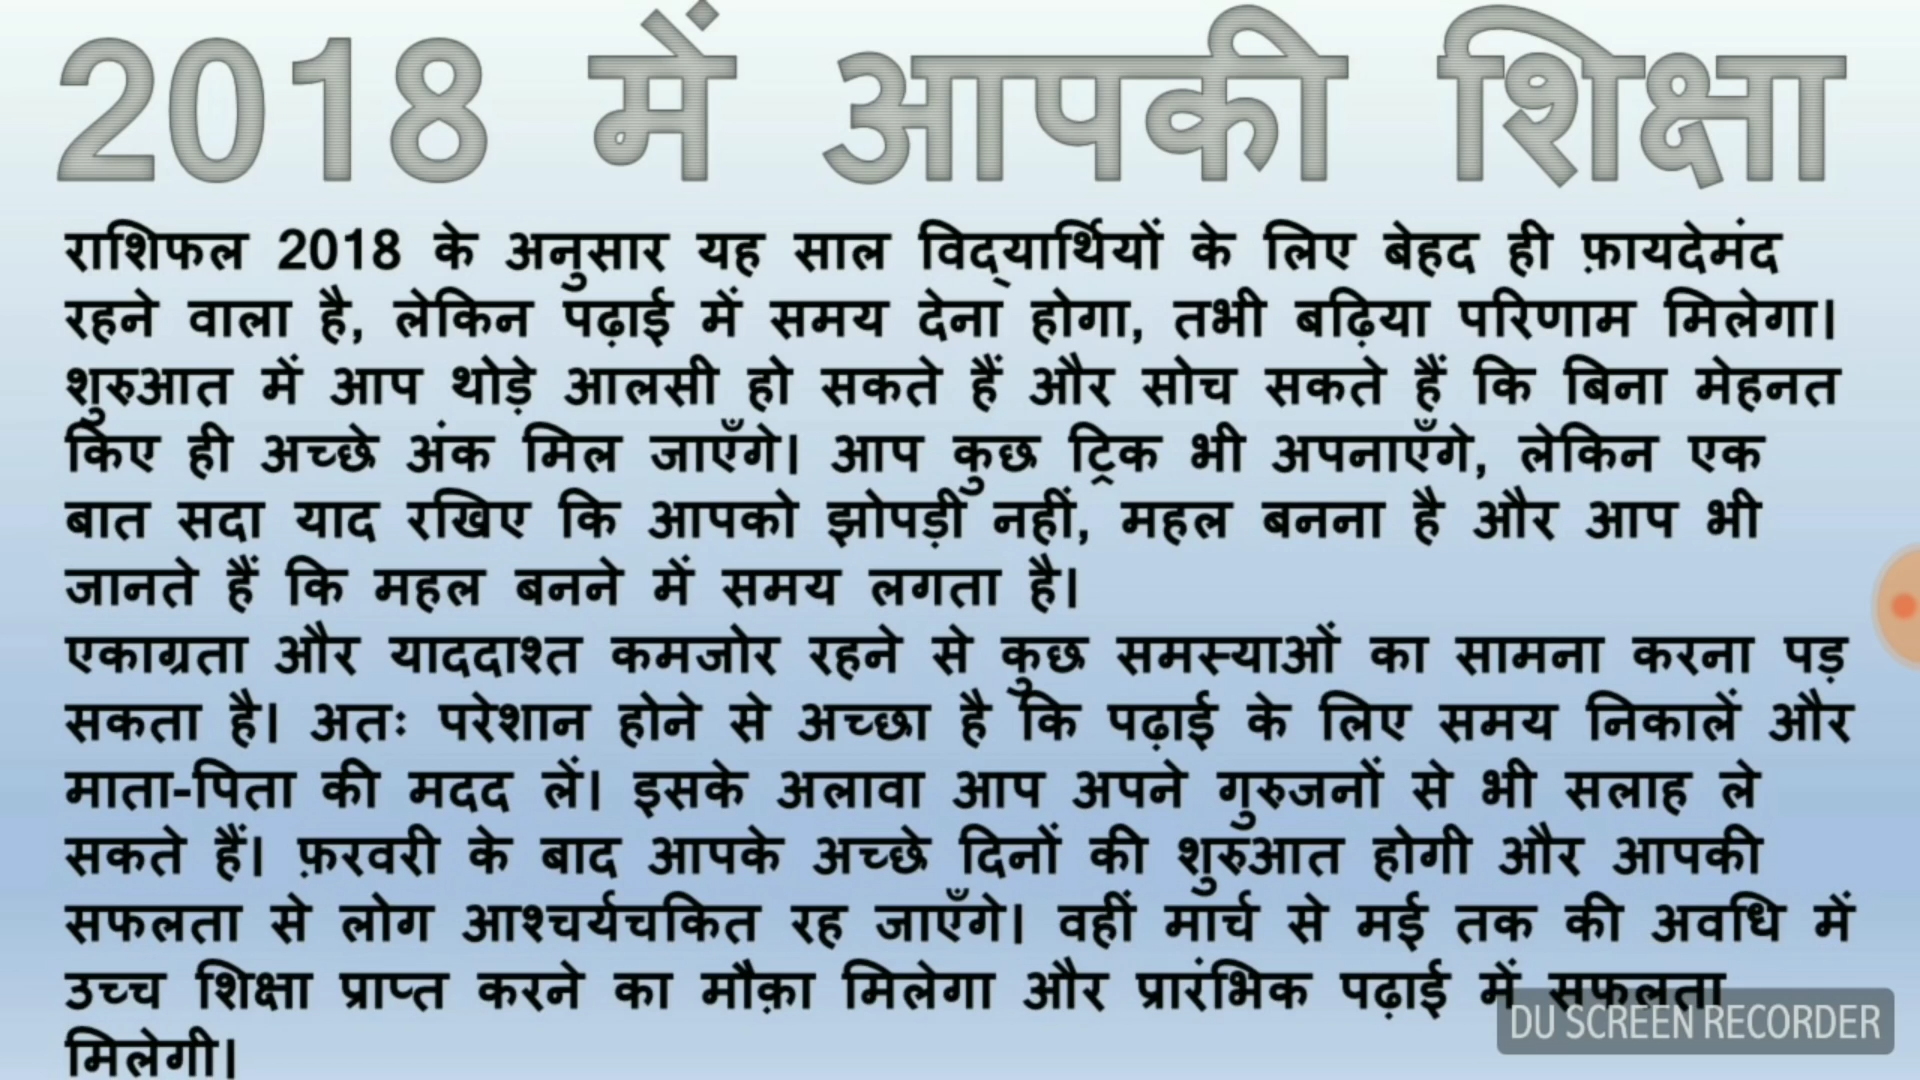 2018 में आपकी शिक्षा
राशिफल 2018 के अनुसार यह साल विद्यार्थियों के लिए बेहद ही फ़ायदेमंद
रहने वाला है, लेकिन पढ़ाई में समय देना होगा, तभी बढ़िया परिणाम मिलेगा।
शुरुआत में आप थोड़े आलसी हो सकते हैं और सोच सकते हैं कि बिना मेहनत
किए ही अच्छे अंक मिल जाएँगे। आप कुछ ट्रिक भी अपनाएँगे, लेकिन एक
बात सदा याद रखिए कि आपको झोपड़ी नहीं, महल बनना है और आप भी
जानते हैं कि महल बनने में समय लगता है।
एकाग्रता और याददाश्त कमजोर रहने से कुछ समस्याओं का सामना करना पड़
सकता है। अतः परेशान होने से अच्छा है कि पढ़ाई के लिए समय निकालें और
माता-पिता की मदद लें। इसके अलावा आप अपने गुरुजनों से भी सलाह ले
सकते हैं। फ़रवरी के बाद आपके अच्छे दिनों की शुरुआत होगी और आपकी
सफलता से लोग आश्चर्यचकित रह जाएँगे। वहीं मार्च से मई तक की अवधि में
उच्च शिक्षा प्राप्त करने का मौक़ा मिलेगा और प्रारंभिक पढ़ाई में सफलता
DU SCREEN RECORDER
मिलेगी।